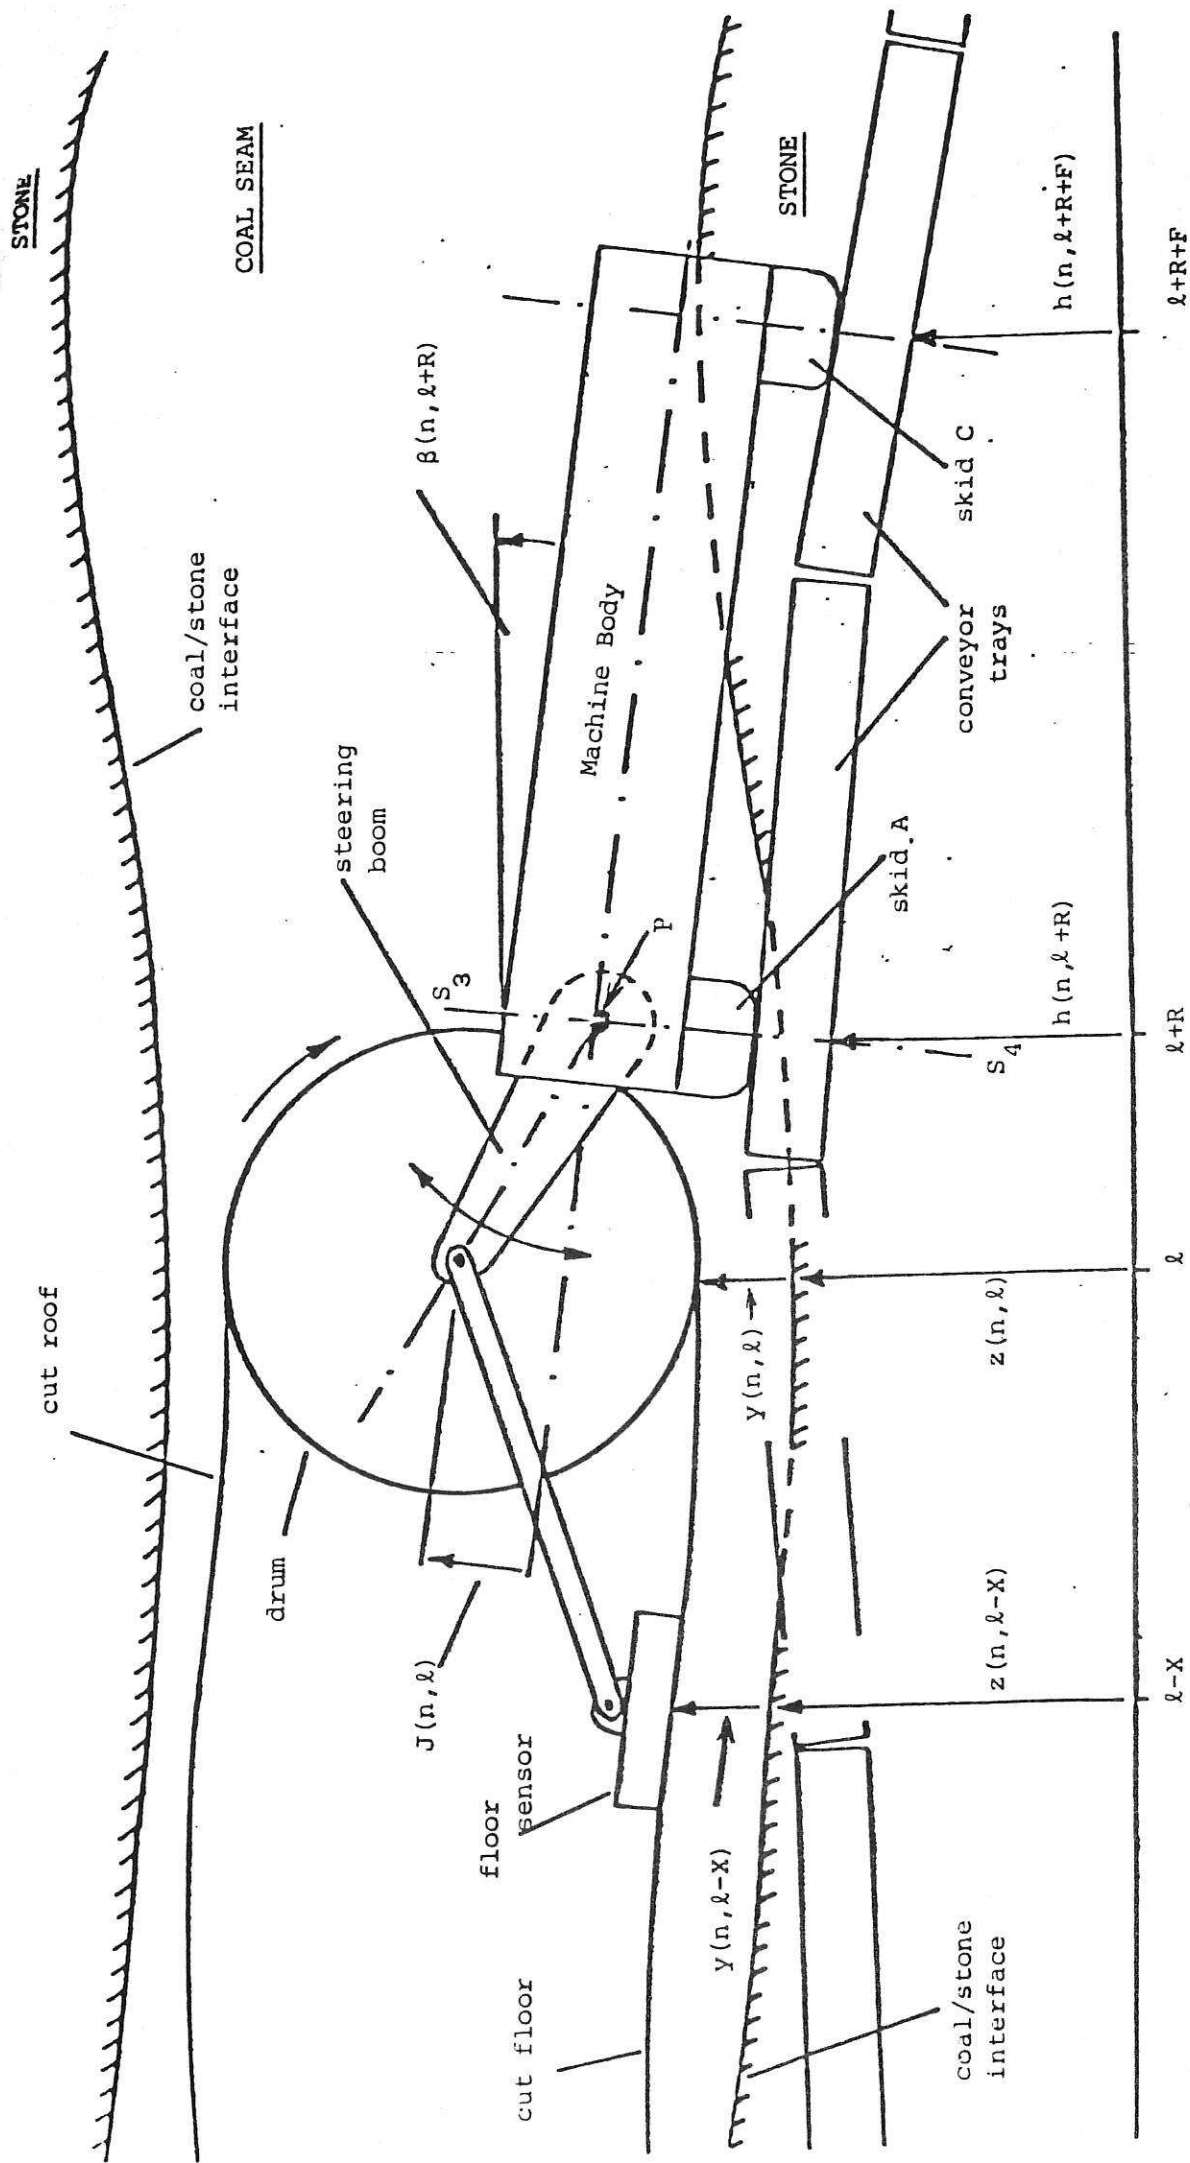 STONE
COAL SEAM
coal/stone
interface
β(n,ℓ+R)
steering
boom
cut roof
Machine Body
STONE
S3
P
drum
J(n,ℓ)
floor
sensor
skid A
skid C
conveyor
trays
h(n,ℓ+R)
h(n,ℓ+R+F)
S4
y(n,ℓ)→
z(n,ℓ)
y(n,ℓ-X)
z(n,ℓ-X)
cut floor
coal/stone
interface
ℓ-X
ℓ
ℓ+R
ℓ+R+F